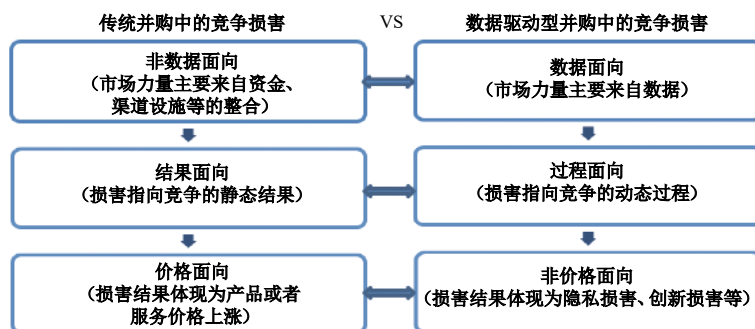 传统并购中的竞争损害 VS 数据驱动型并购中的竞争损害
非数据面向
（市场力量主要来自资金、
渠道设施等的整合）
数据面向
（市场力量主要来自数据）
结果面向
（损害指向竞争的静态结果）
过程面向
（损害指向竞争的动态过程）
价格面向
（损害结果体现为产品或者
服务价格上涨）
非价格面向
（损害结果体现为隐私损害、创新损害等）